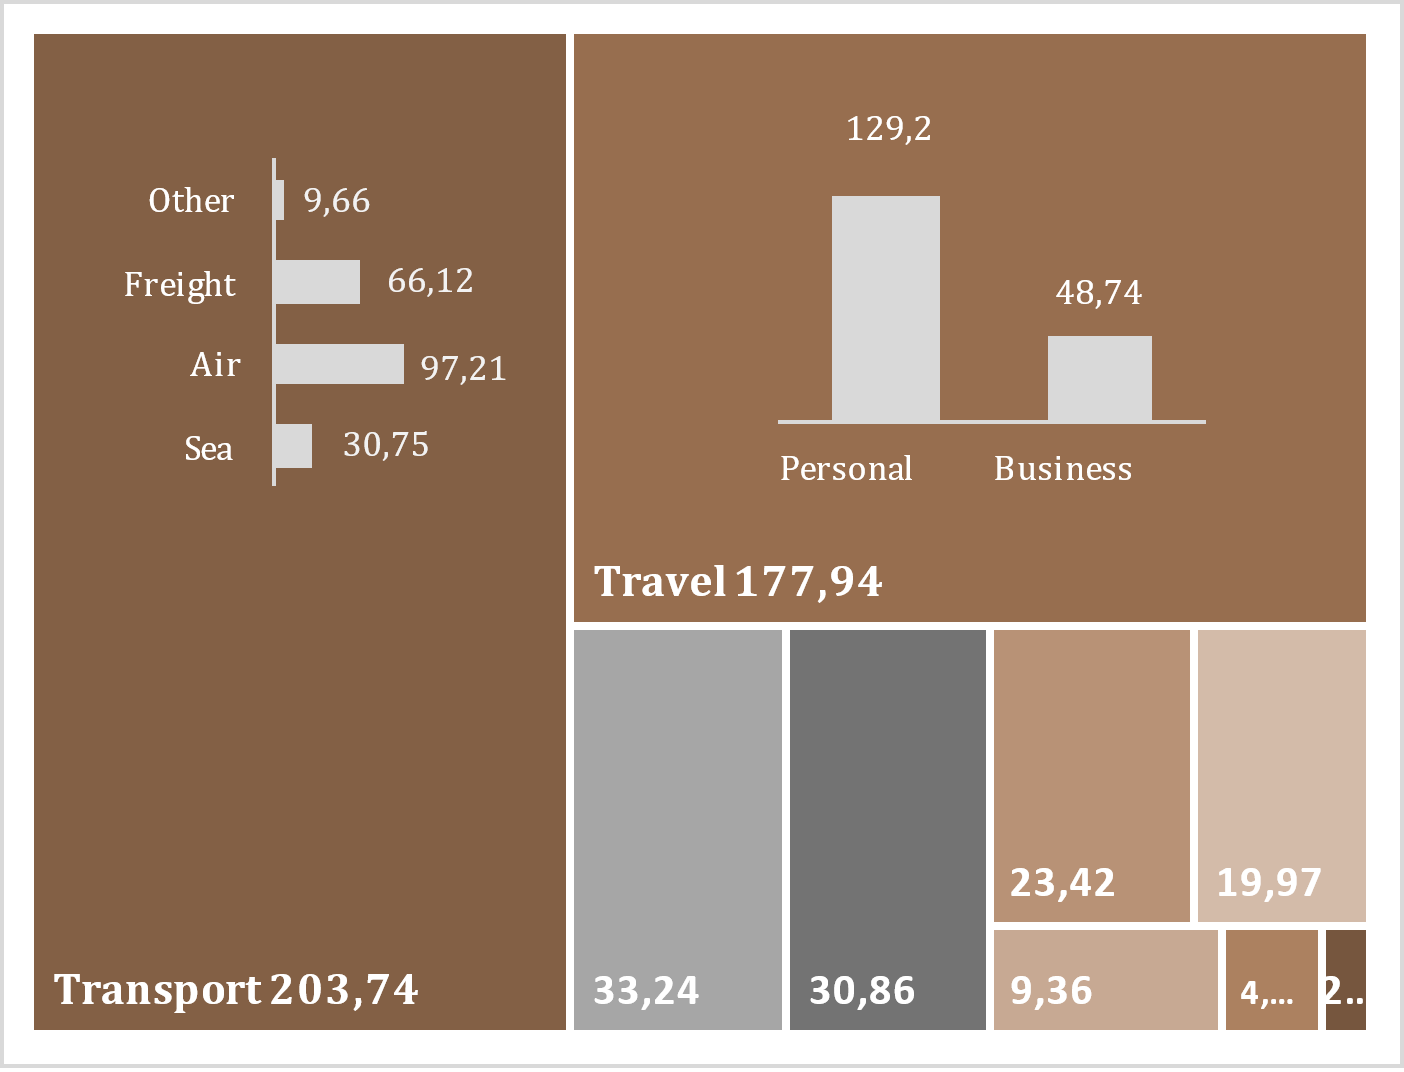 Other 9,66
Freight 66,12
Air 97,21
Sea 30,75
Transport 203,74
129,2
48,74
Personal Business
Travel 177,94
33,24
30,86
23,42
19,97
9,36
4,...
2..